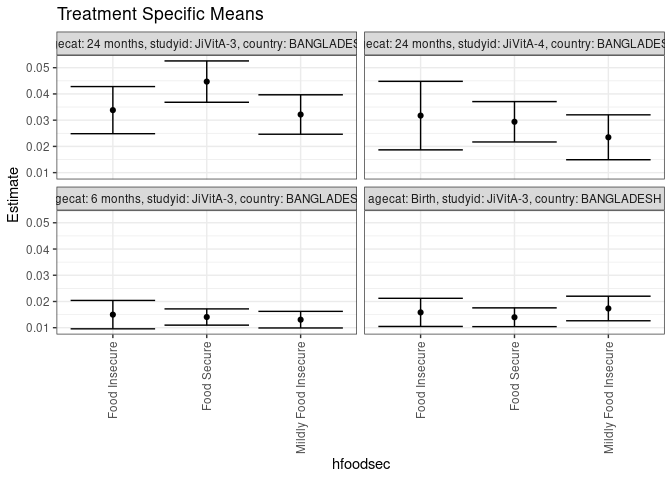 Treatment Specific Means
ecat: 24 months, studyid: JiVitA-3, country: BANGLADES
ecat: 24 months, studyid: JiVitA-4, country: BANGLADES
0.05
0.04
0.03
0.02
0.01
gecat: 6 months, studyid: JiVitA-3, country: BANGLADES
agecat: Birth, studyid: JiVitA-3, country: BANGLADESH
0.05
0.04
0.03
0.02
0.01
Estimate
Food Insecure
Food Secure
Mildly Food Insecure
Food Insecure
Food Secure
Mildly Food Insecure
hfoodsec